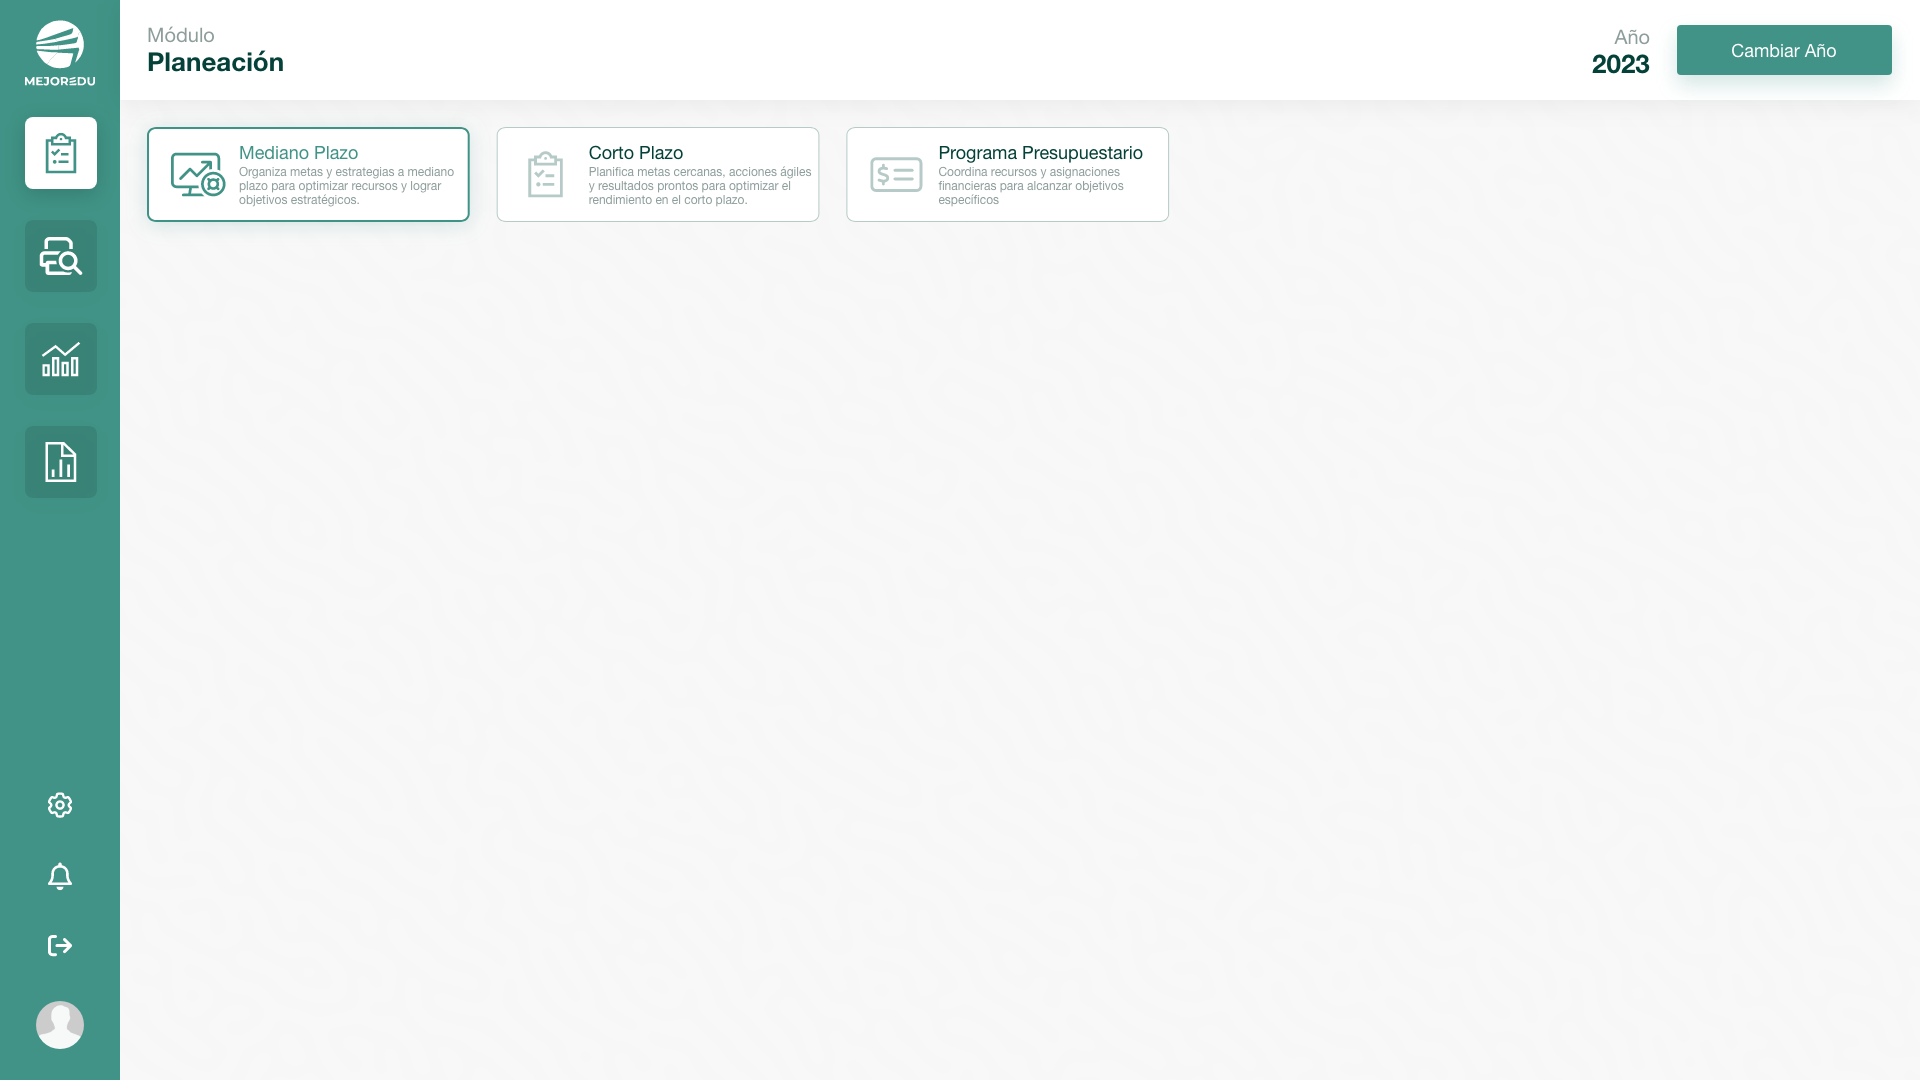 MEJOREDU
Módulo
Planeación
Año
2023
Cambiar Año
Mediano Plazo
Organiza metas y estrategias a mediano
plazo para optimizar recursos y lograr
objetivos estratégicos.
Corto Plazo
Planifica metas cercanas, acciones ágiles
y resultados prontos para optimizar el
rendimiento en el corto plazo.
Programa Presupuestario
Coordina recursos y asignaciones
financieras para alcanzar objetivos
específicos